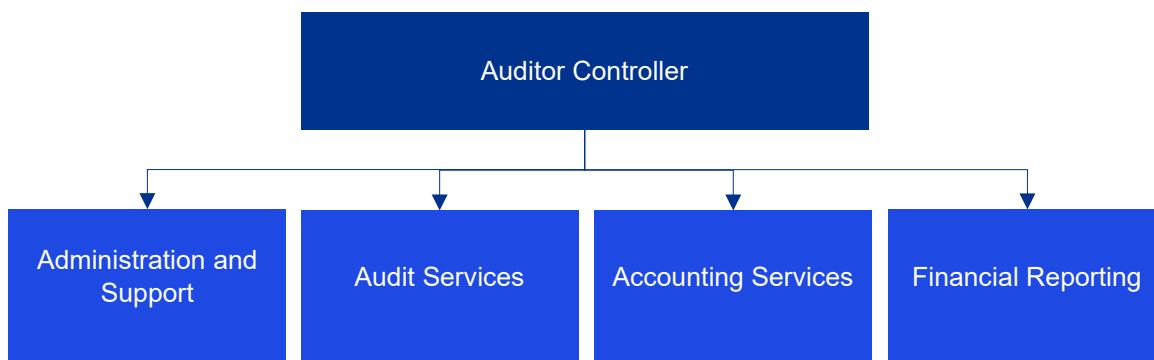 Auditor Controller
Administration and
Support
Audit Services
Accounting Services
Financial Reporting